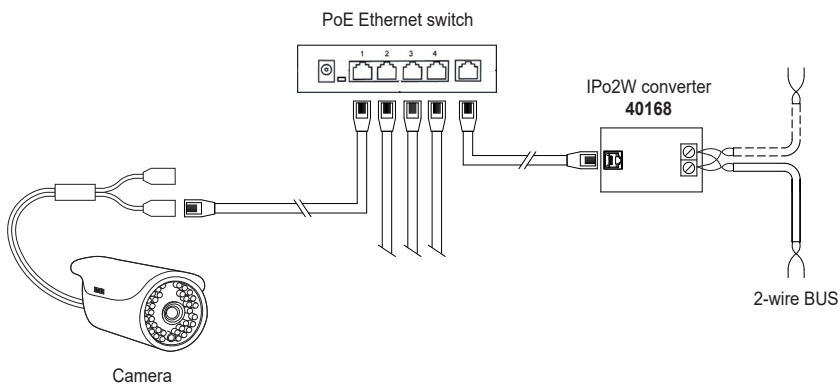 PoE Ethernet switch
1 2 3 4
IPo2W converter
40168
2-wire BUS
Camera